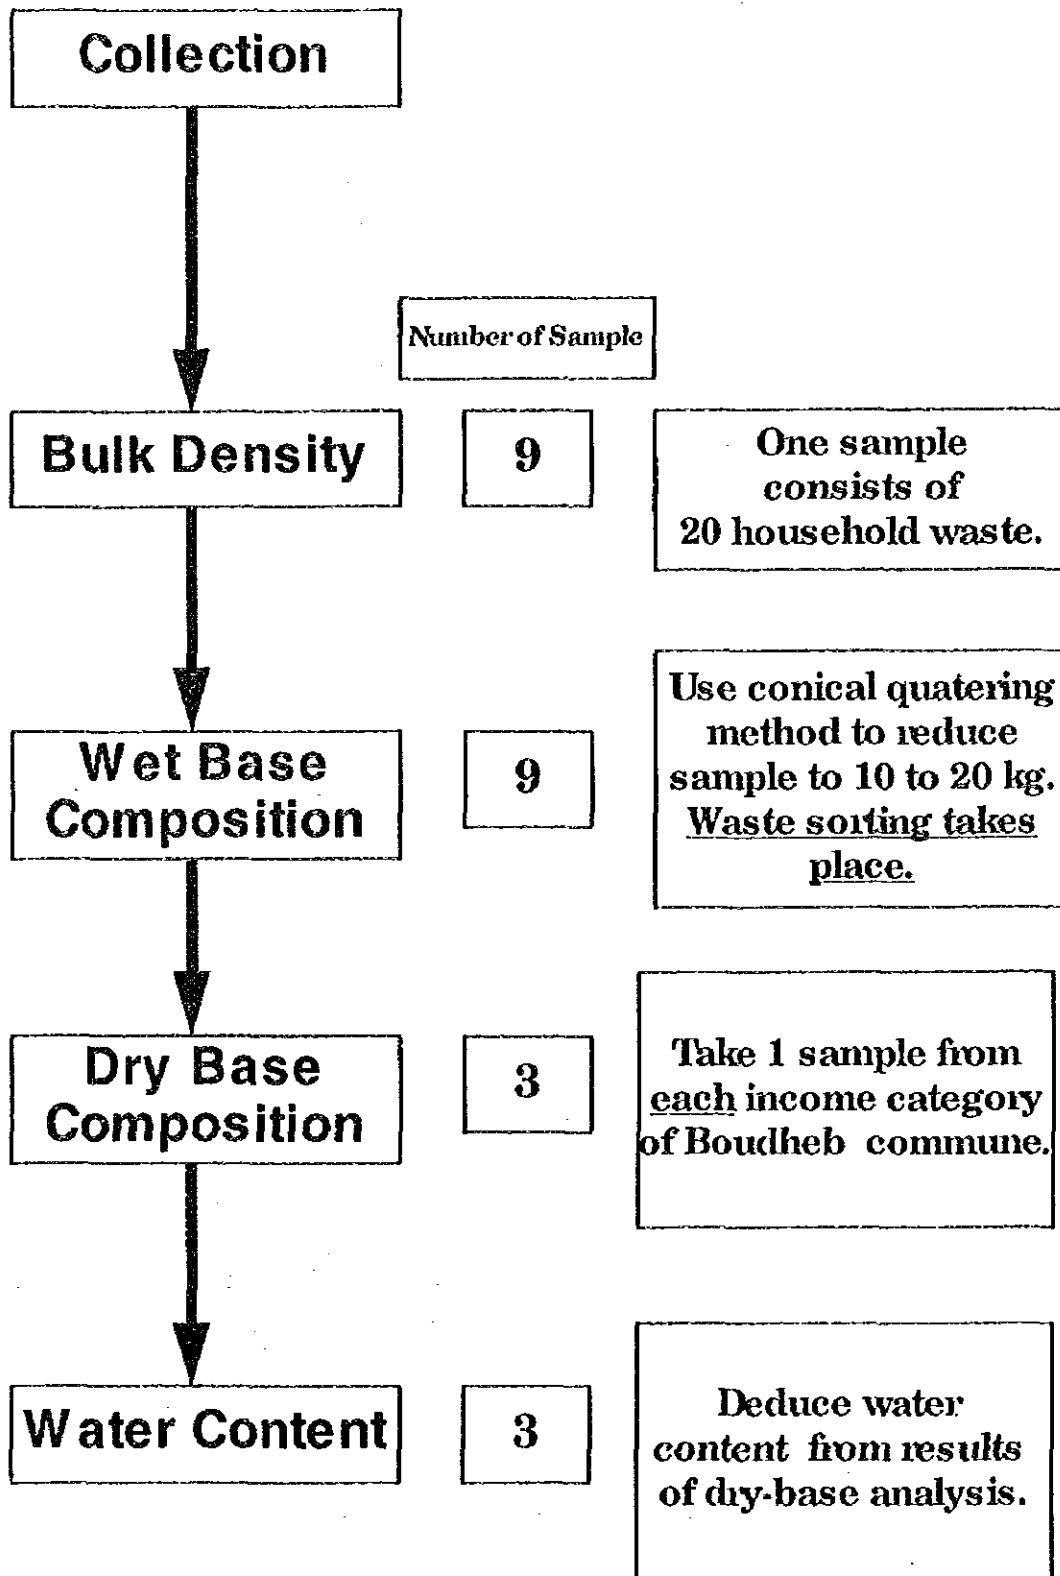 Collection
Number of Sample
Bulk Density
9
One sample
consists of
20 household waste.
Wet Base
Composition
9
Use conical quatering
method to reduce
sample to 10 to 20 kg.
Waste sorting takes
place.
Dry Base
Composition
3
Take 1 sample from
each income category
of Boudheb commune.
Water Content
3
Deduce water
content from results
of dry-base analysis.